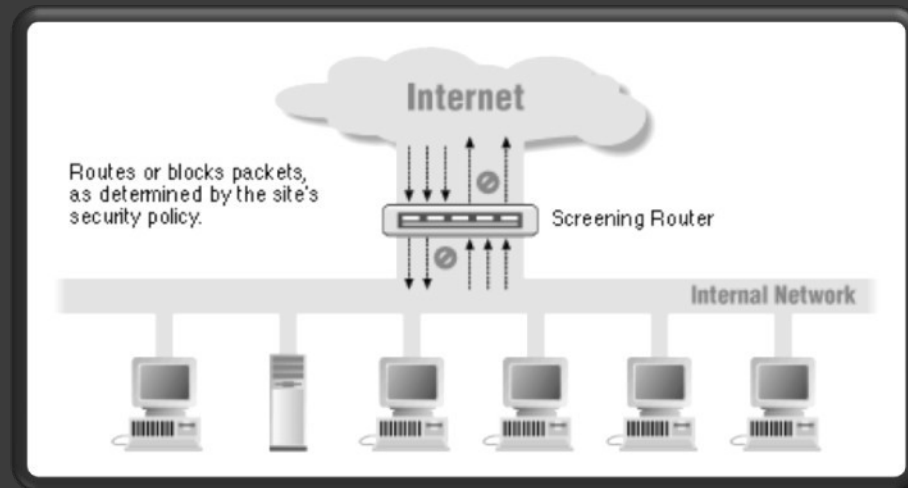 Internet
Routes or blocks packets,
as determined by the site's
security policy.
Screening Router
Internal Network